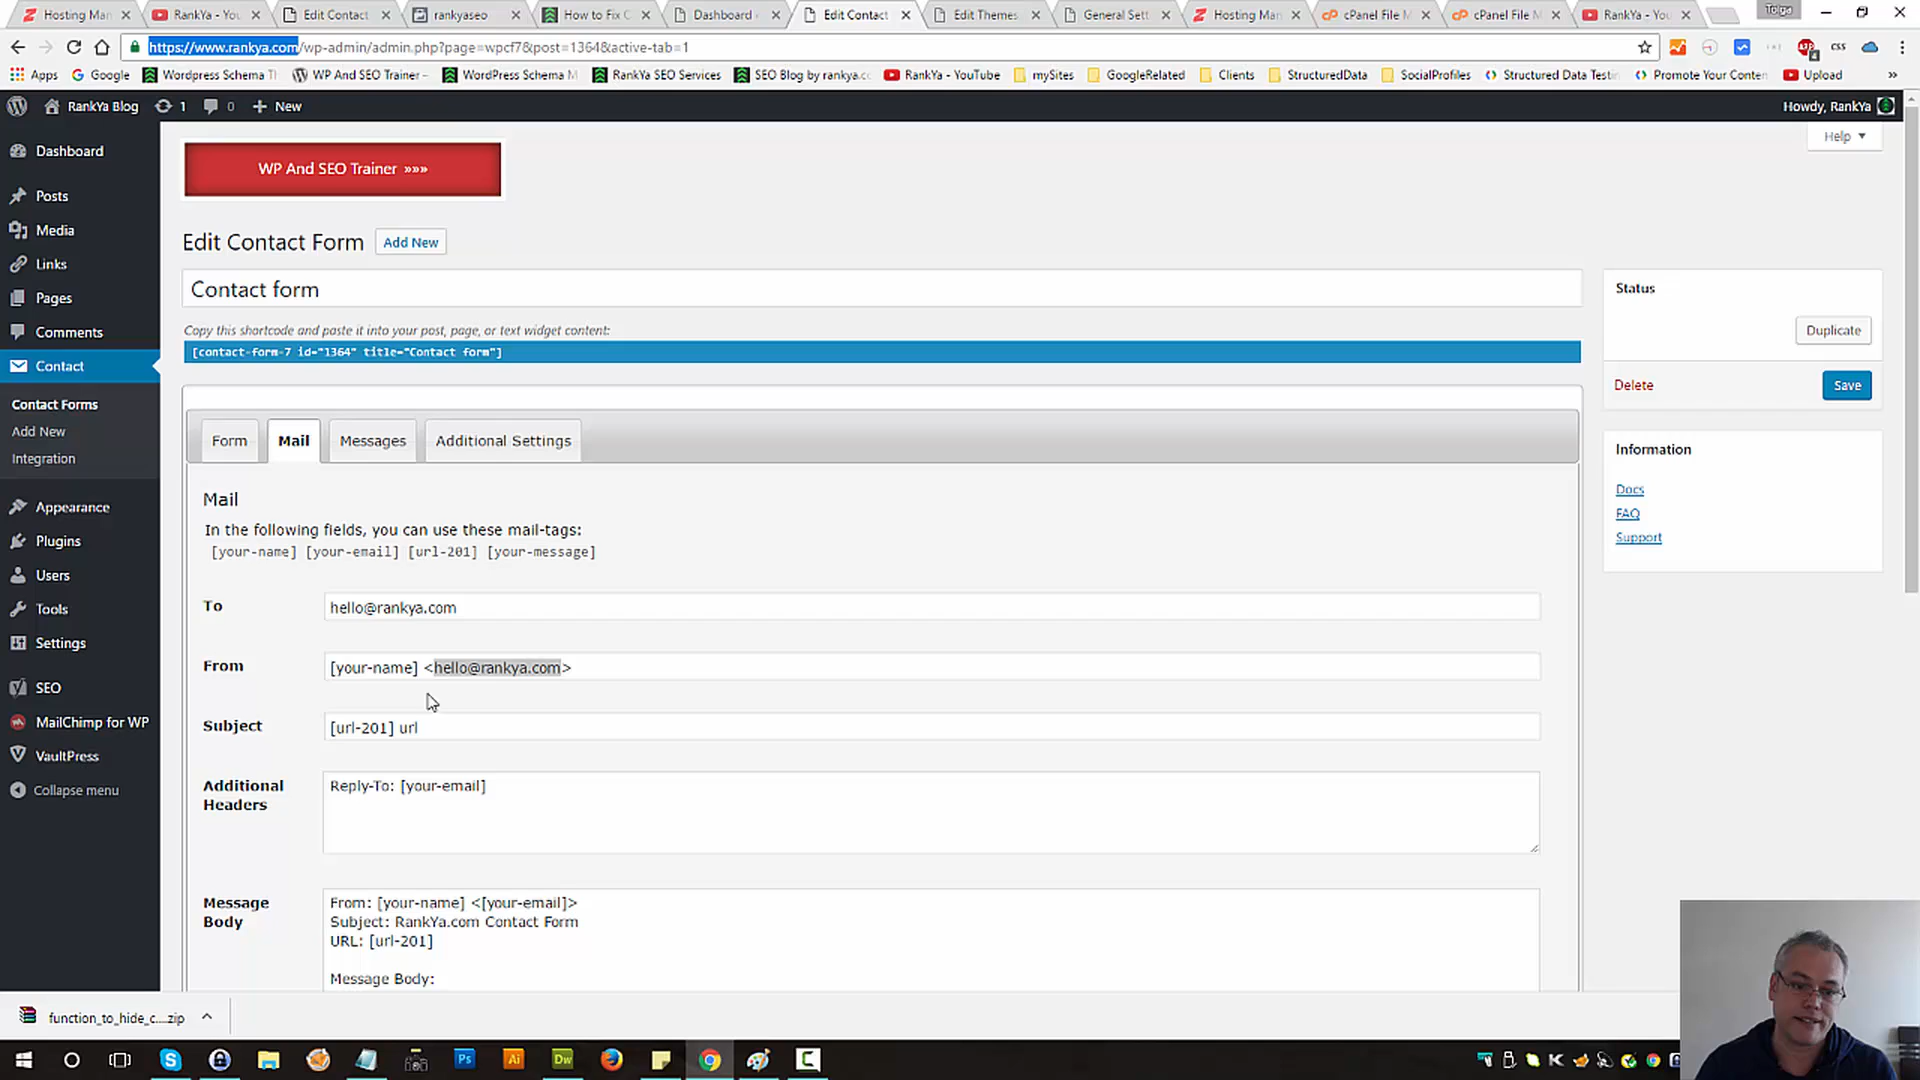 Hosting Man
RankYa - You
Edit Contact
rankyaseo
How to Fix C
Dashboard
Edit Contact
Edit Themes
General Sett
Hosting Man
cPanel File M
cPanel File M
RankYa - You
Tolga
https://www.rankya.com/wp-admin/admin.php?page=wpcf7&post=1364&active-tab=1
Apps
Google
Wordpress Schema
WP And SEO Trainer -
WordPress Schema M
RankYa SEO Services
SEO Blog by rankya.co
RankYa - YouTube
mySites
GoogleRelated
Clients
StructuredData
SocialProfiles
Structured Data Testin
Promote Your Conten
Upload
»
RankYa Blog
1
0
New
Howdy, RankYa
Help
Dashboard
Posts
Media
Links
Pages
Comments
Contact
Contact Forms
Add New
Integration
Appearance
Plugins
Users
Tools
Settings
SEO
MailChimp for WP
VaultPress
Collapse menu
WP And SEO Trainer »»»
Edit Contact Form
Add New
Contact form
Copy this shortcode and paste it into your post, page, or text widget content:
[contact-form-7 id="1364" title="Contact form"]
Form
Mail
Messages
Additional Settings
Mail
In the following fields, you can use these mail-tags:
[your-name] [your-email] [url-201] [your-message]
To
hello@rankya.com
From
[your-name] <hello@rankya.com>
Subject
[url-201] url
Additional
Headers
Reply-To: [your-email]
Message
Body
From: [your-name] <[your-email]>
Subject: RankYa.com Contact Form
URL: [url-201]
Message Body:
Status
Duplicate
Delete
Save
Information
Docs
FAQ
Support
function_to_hide_c....zip
Ps
Ai
Dw